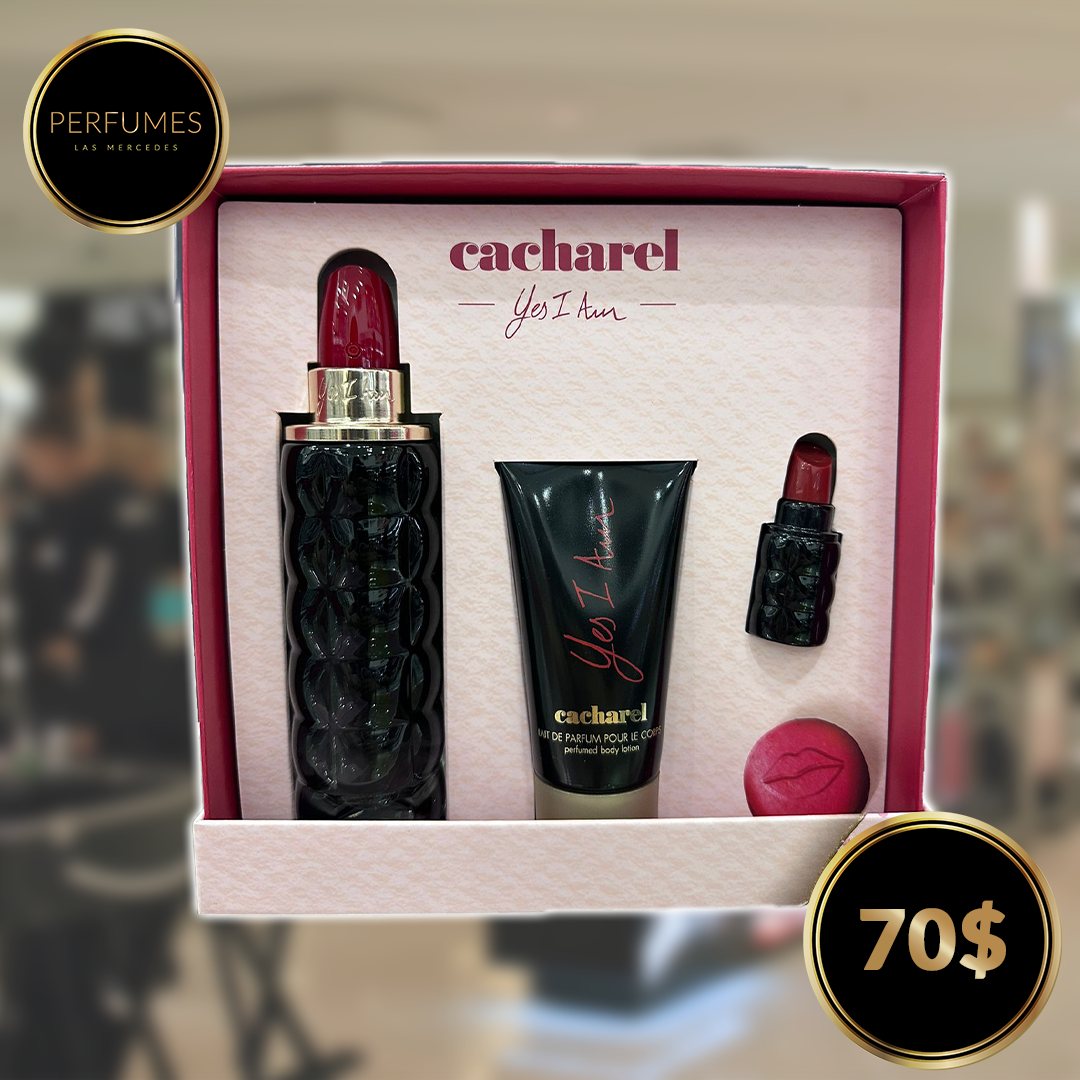 PERFUMES
LAS MERCEDES
cacharel
Yes I Am
Yes I Am
Yes I Am
cacharel
LAIT DE PARFUM POUR LE CORPS
perfumed body lotion
70$